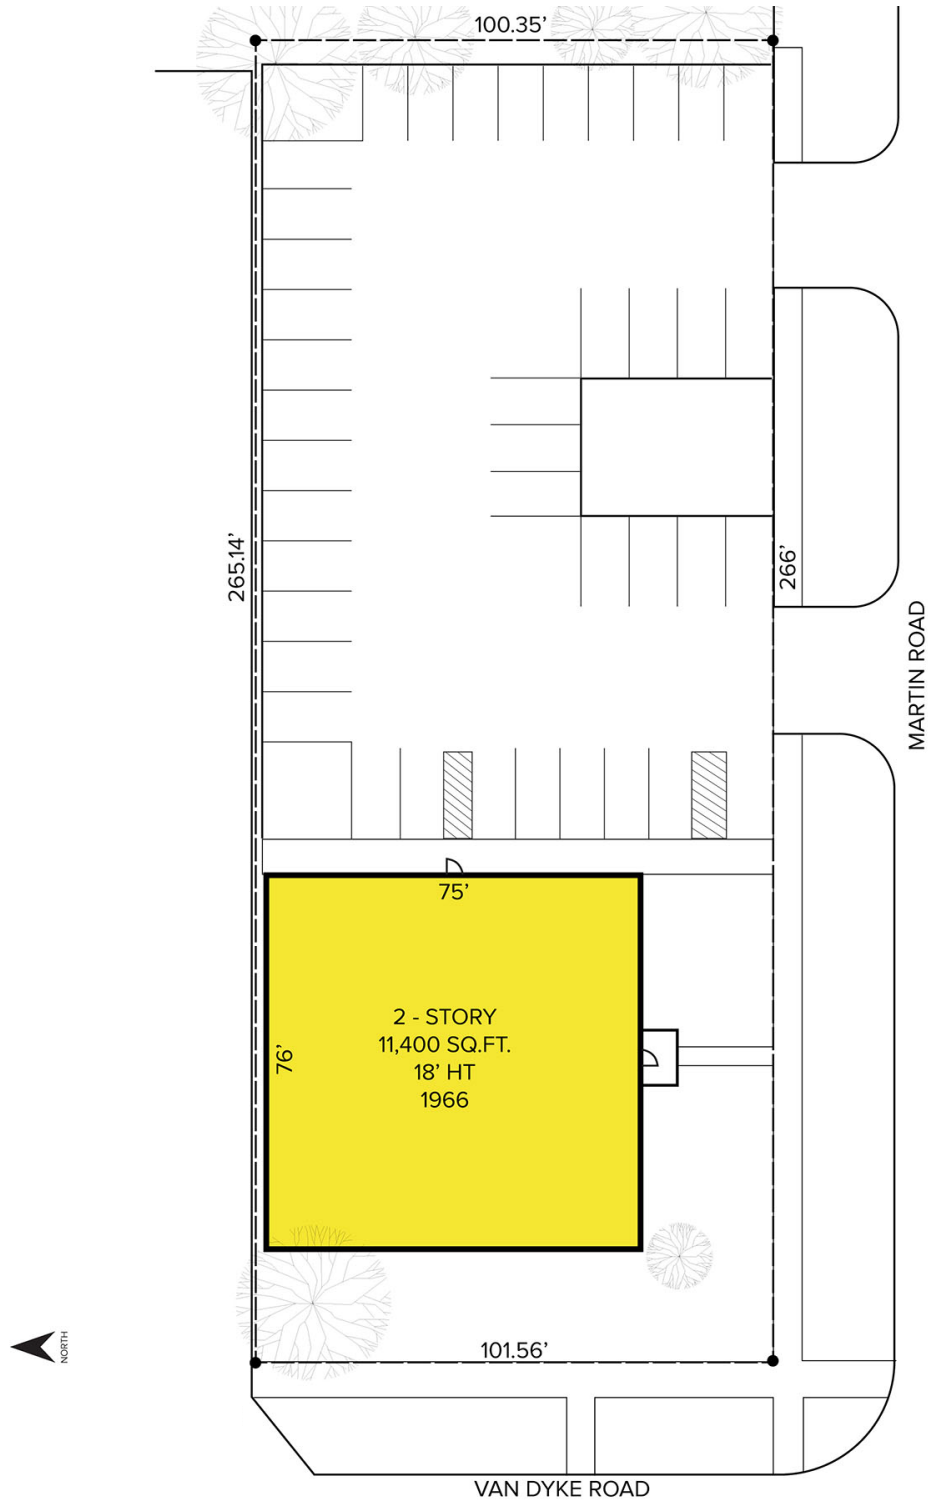 100.35’
265.14’
266’
MARTIN ROAD
75’
76’
2 - STORY
11,400 SQ.FT.
18’ HT
1966
NORTH
101.56’
VAN DYKE ROAD